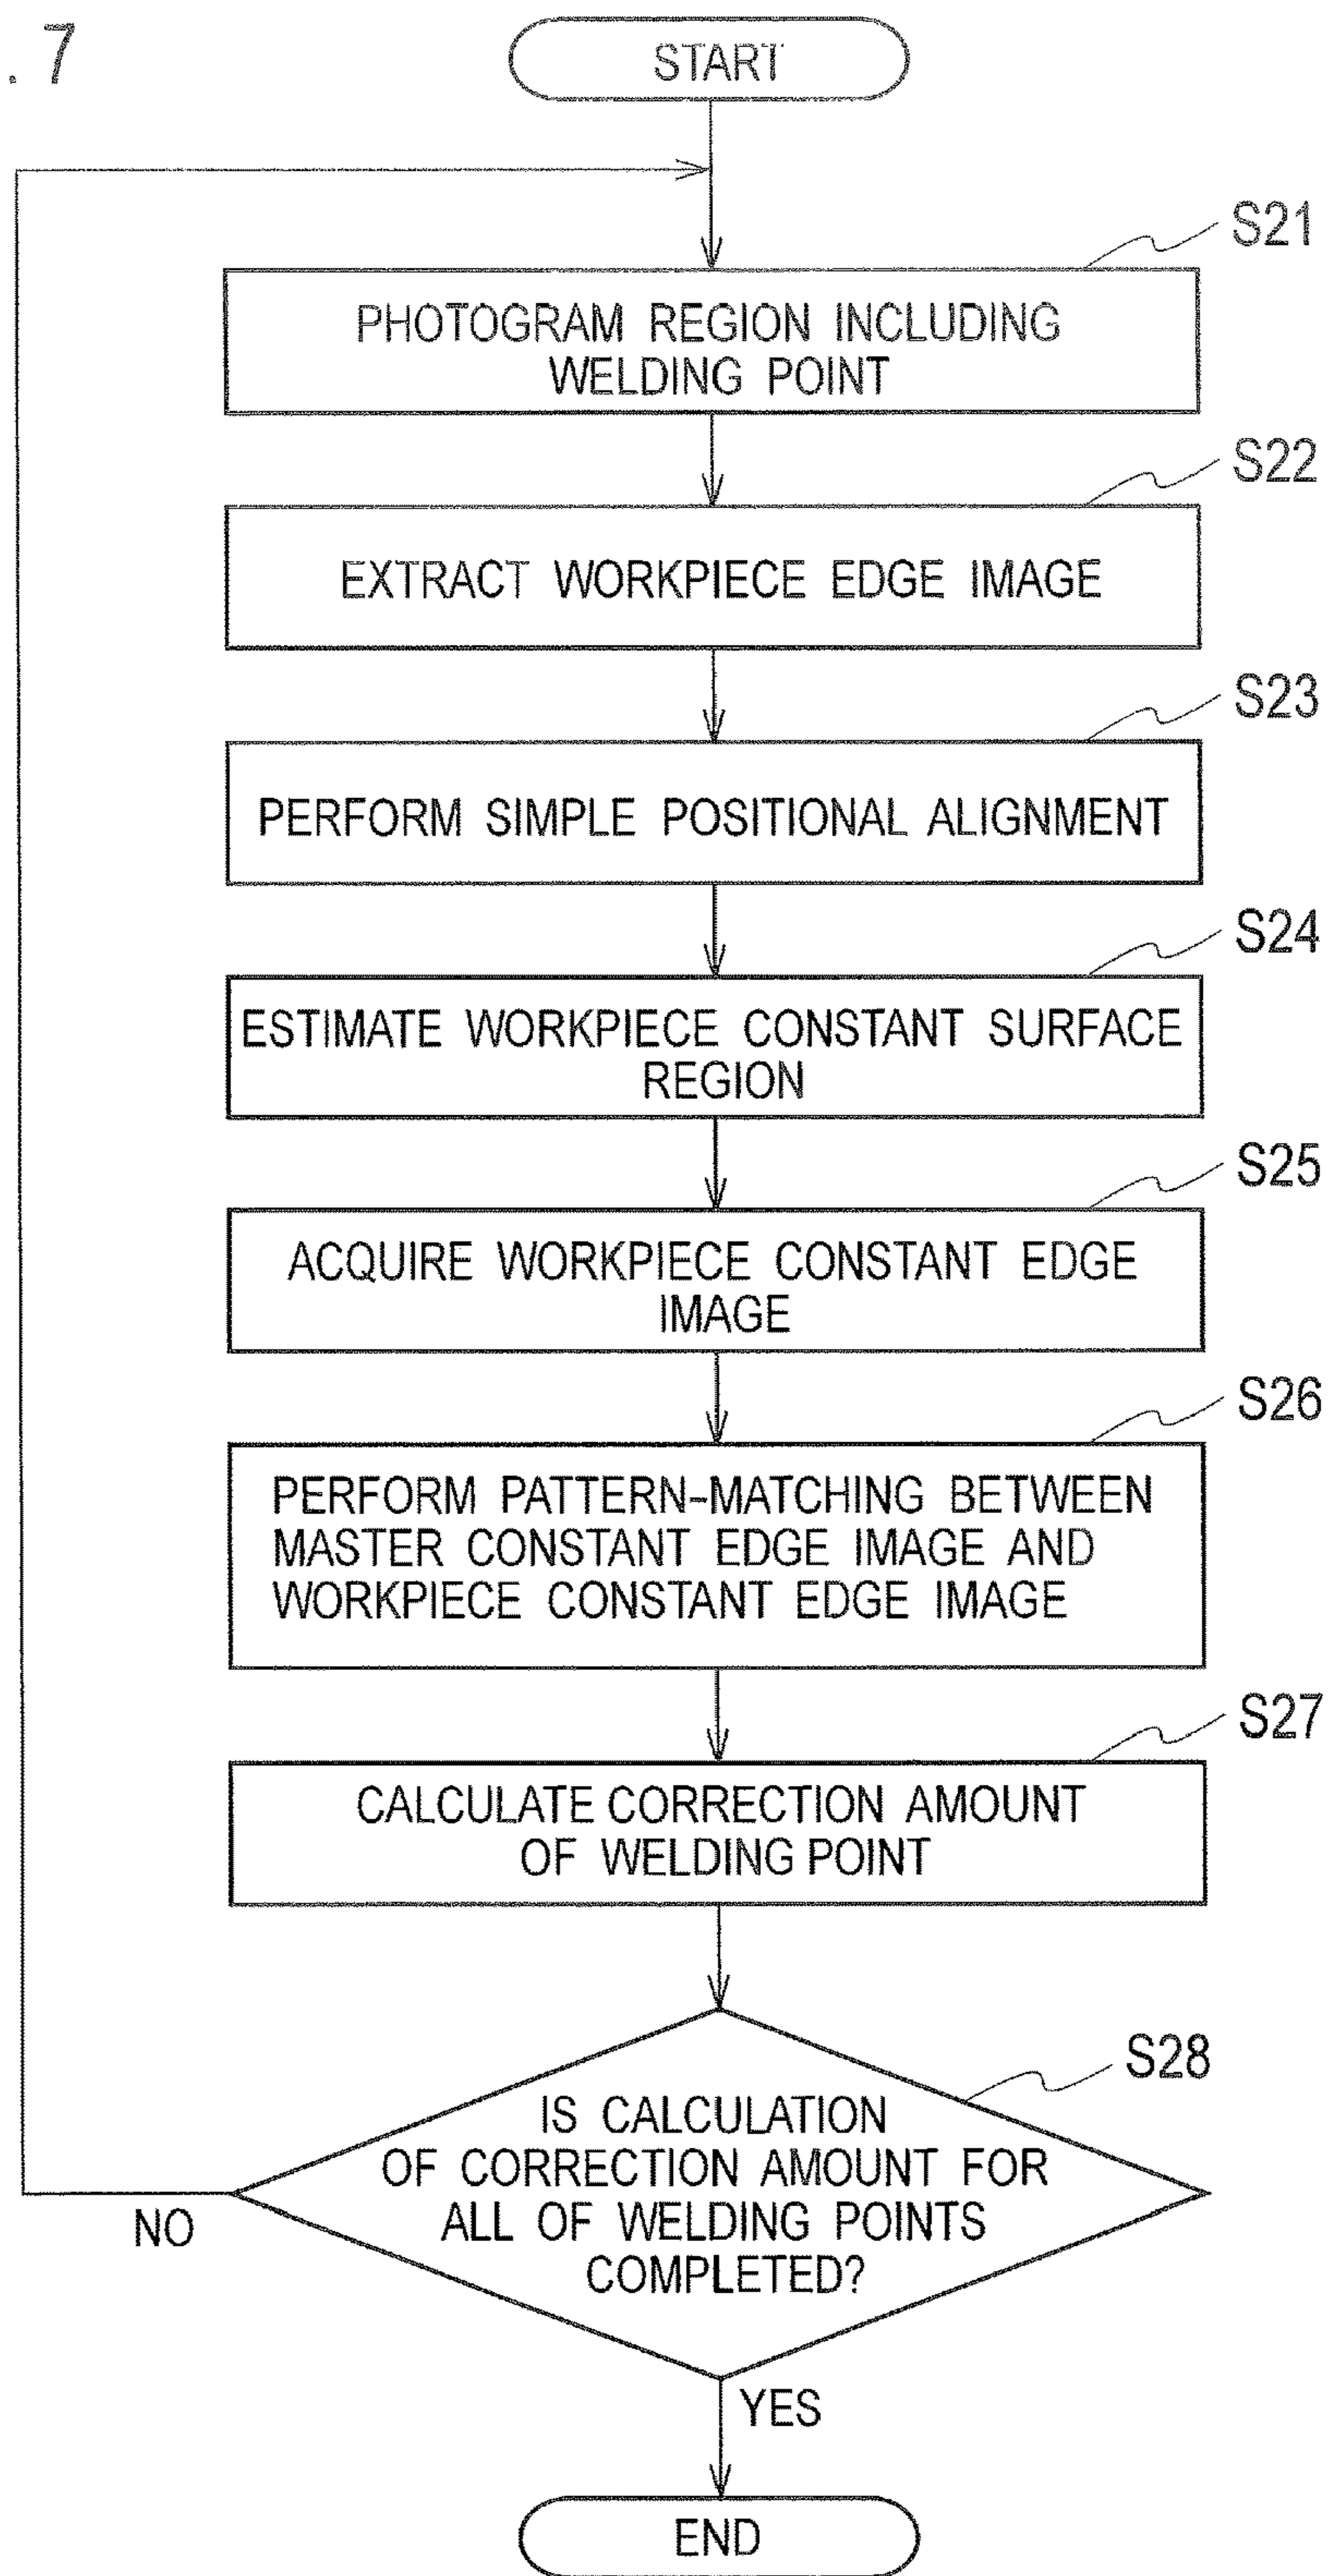 . 7
START
S21
PHOTOGRAM REGION INCLUDING
WELDING POINT
S22
EXTRACT WORKPIECE EDGE IMAGE
S23
PERFORM SIMPLE POSITIONAL ALIGNMENT
S24
ESTIMATE WORKPIECE CONSTANT SURFACE
REGION
S25
ACQUIRE WORKPIECE CONSTANT EDGE
IMAGE
S26
PERFORM PATTERN-MATCHING BETWEEN
MASTER CONSTANT EDGE IMAGE AND
WORKPIECE CONSTANT EDGE IMAGE
S27
CALCULATE CORRECTION AMOUNT
OF WELDING POINT
S28
IS CALCULATION
OF CORRECTION AMOUNT FOR
ALL OF WELDING POINTS
COMPLETED?
NO
YES
END